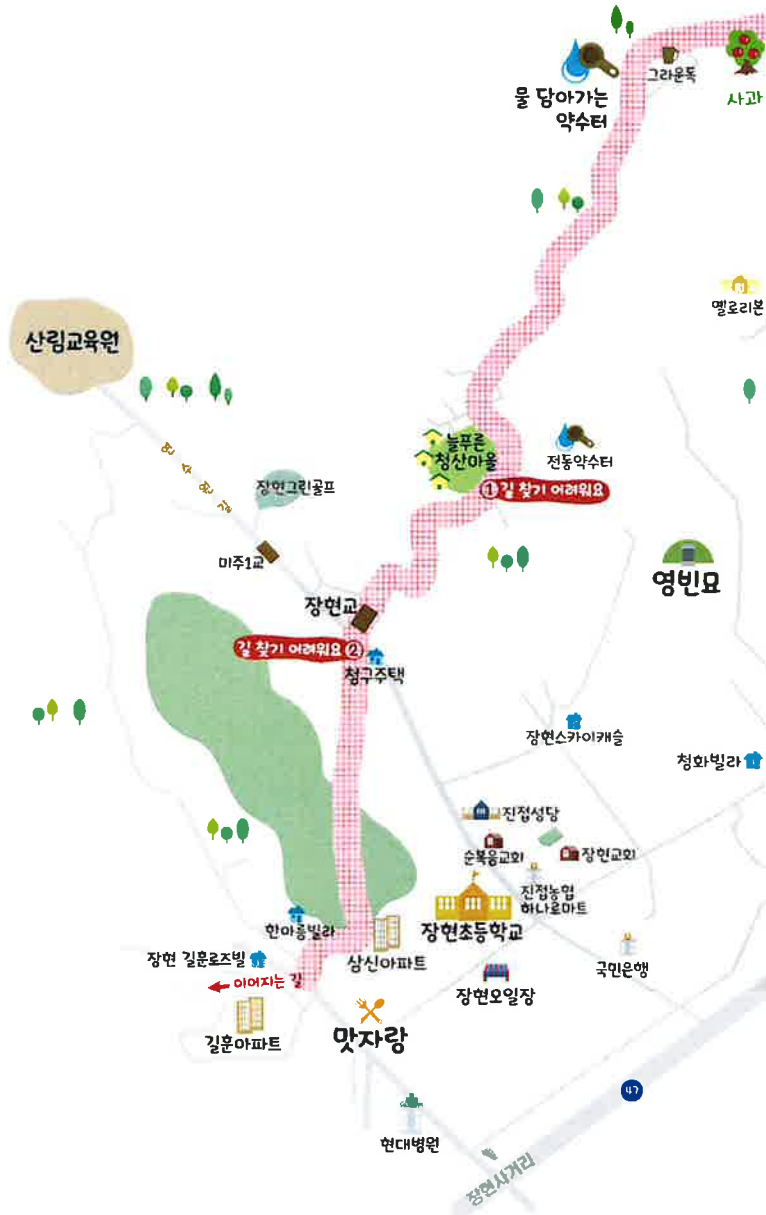 그라운독
물 담아가는
약수터
사과
옐로리본
산림교육원
늘푸른
청산마을
전동약수터
① 길 찾기 어려워요
장현그린골프
연수원길
미주1교
영빈묘
장현교
길 찾기 어려워요 ②
청구주택
장현스카이캐슬
청화빌라
진접성당
순복음교회
장현교회
진접농협
하나로마트
한아름빌라
장현초등학교
삼신아파트
장현 길훈로즈빌
국민은행
이어지는 길
장현오일장
길훈아파트
맛자랑
47
현대병원
장현사거리